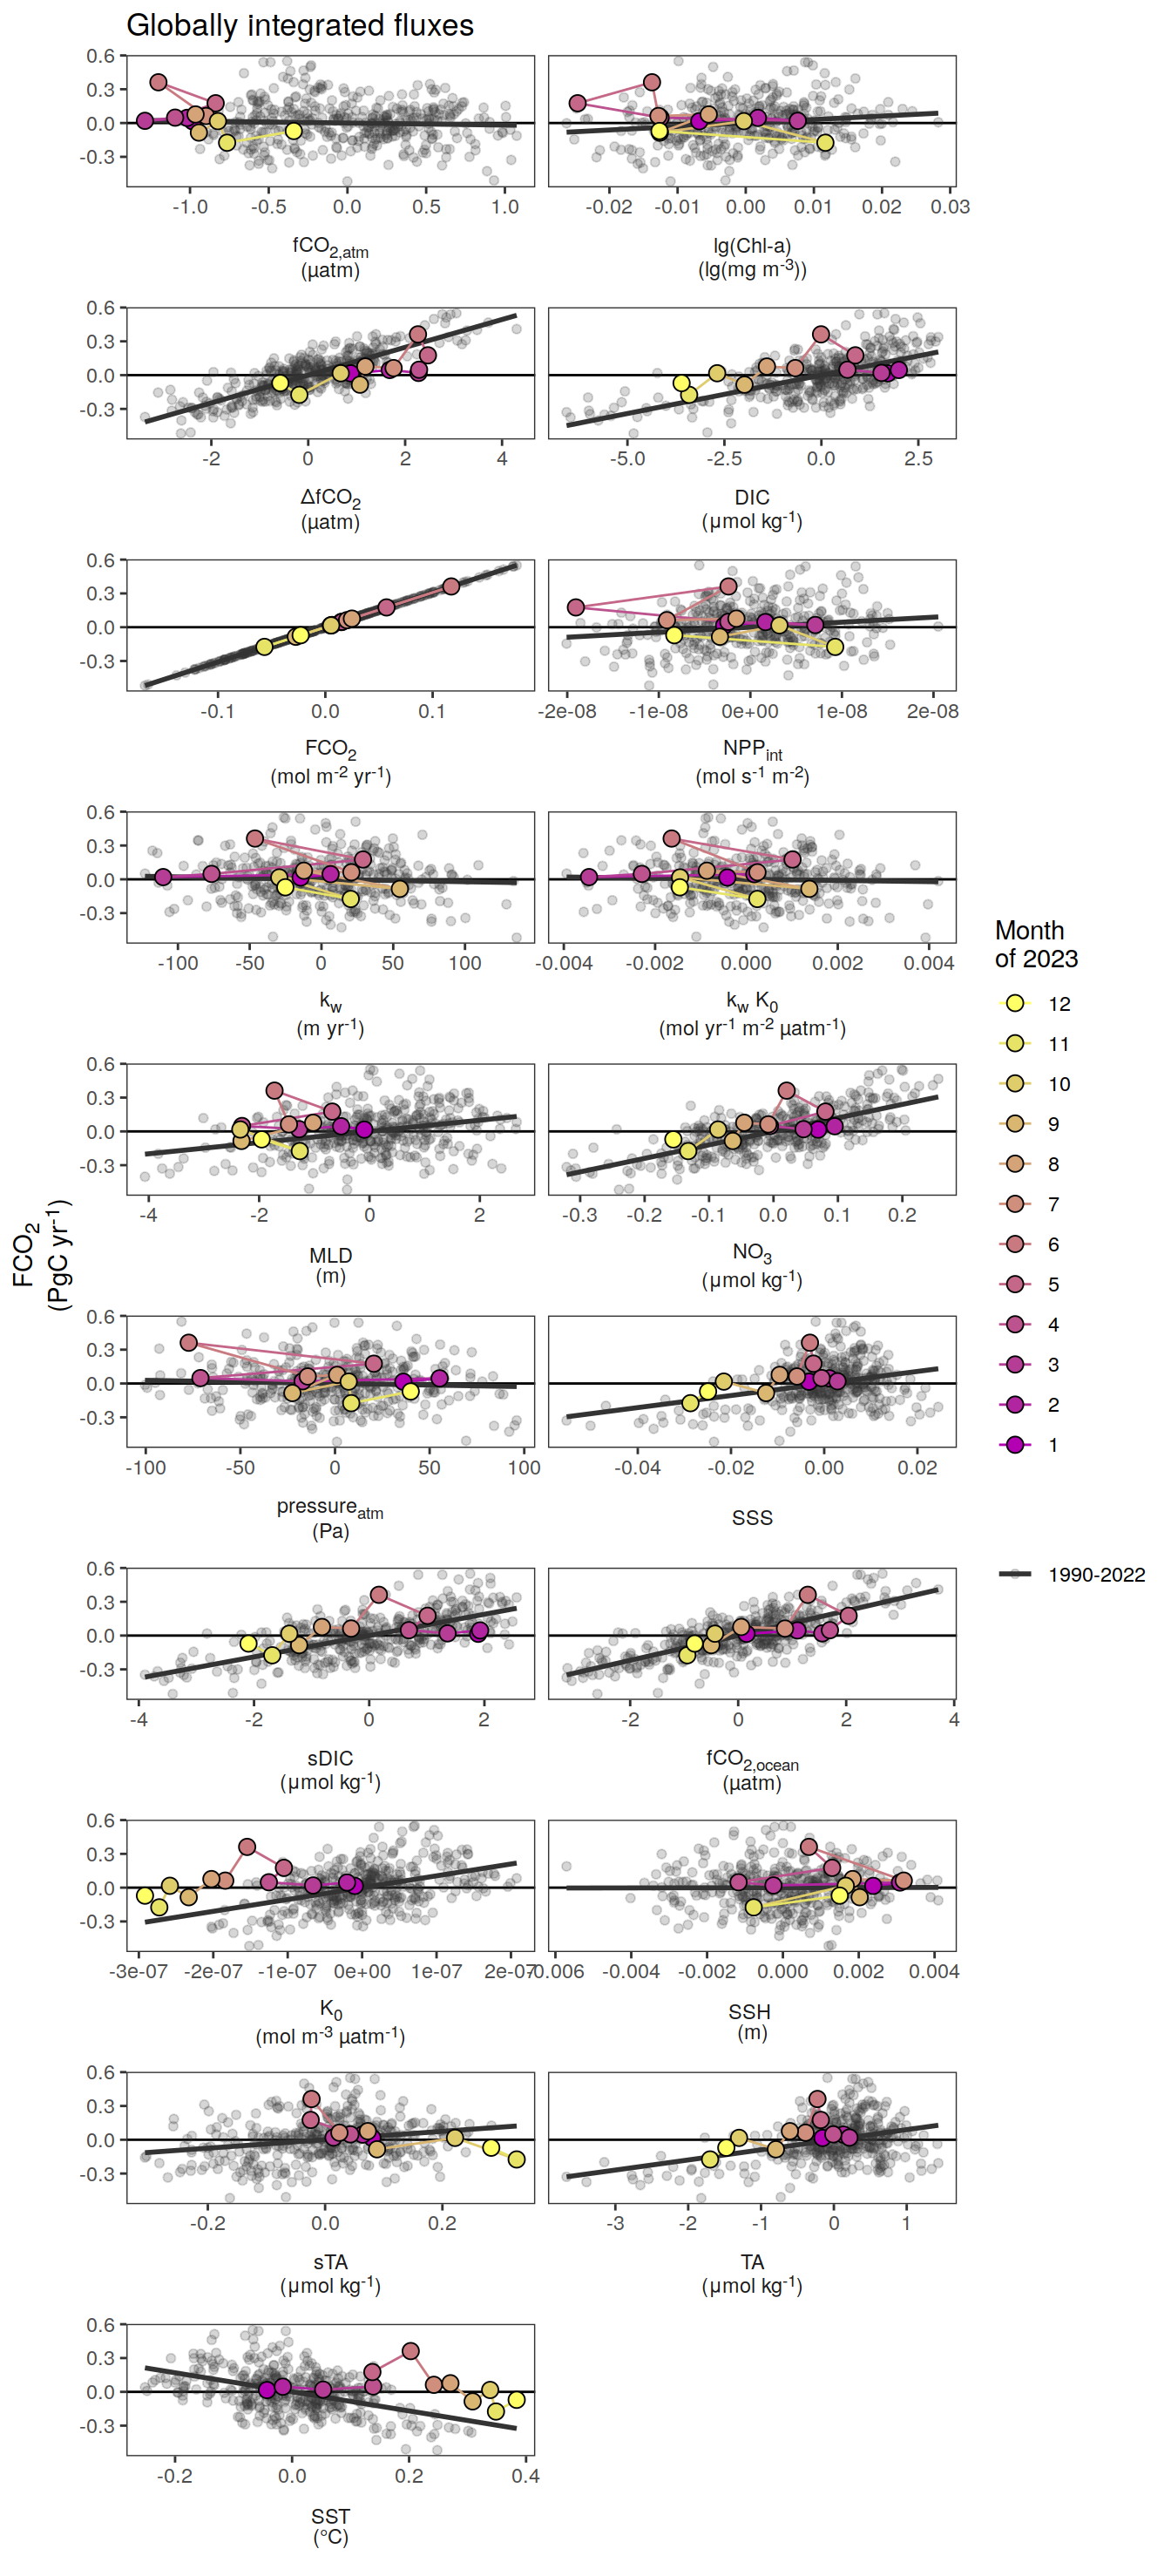 Globally integrated fluxes
0.6
0.3
0.0
-0.3
-1.0 -0.5 0.0 0.5 1.0
-0.02 -0.01 0.00 0.01 0.02 0.03
fCO2,atm
(µatm)
lg(Chl-a)
(lg(mg m-3))
0.6
0.3
0.0
-0.3
-2 0 2 4
-5.0 -2.5 0.0 2.5
ΔfCO2
(µatm)
DIC
(µmol kg-1)
0.6
0.3
0.0
-0.3
-0.1 0.0 0.1
-2e-08 -1e-08 0e+00 1e-08 2e-08
FCO2
(mol m-2 yr-1)
NPPint
(mol s-1 m-2)
0.6
0.3
0.0
-0.3
-100 -50 0 50 100
-0.004 -0.002 0.000 0.002 0.004
kw
(m yr-1)
kw K0
(mol yr-1 m-2 µatm-1)
0.6
0.3
0.0
-0.3
-4 -2 0 2
-0.3 -0.2 -0.1 0.0 0.1 0.2
MLD
(m)
NO3
(µmol kg-1)
FCO2
(PgC yr-1)
0.6
0.3
0.0
-0.3
-100 -50 0 50 100
-0.04 -0.02 0.00 0.02
pressureatm
(Pa)
SSS
0.6
0.3
0.0
-0.3
-4 -2 0 2
-2 0 2 4
sDIC
(µmol kg-1)
fCO2,ocean
(µatm)
0.6
0.3
0.0
-0.3
-3e-07 -2e-07 -1e-07 0e+00 1e-07 2e-07
0.006 -0.004 -0.002 0.000 0.002 0.004
K0
(mol m-3 µatm-1)
SSH
(m)
0.6
0.3
0.0
-0.3
-0.2 0.0 0.2
-3 -2 -1 0 1
sTA
(µmol kg-1)
TA
(µmol kg-1)
0.6
0.3
0.0
-0.3
-0.2 0.0 0.2 0.4
SST
(°C)
Month
of 2023
12
11
10
9
8
7
6
5
4
3
2
1
1990-2022